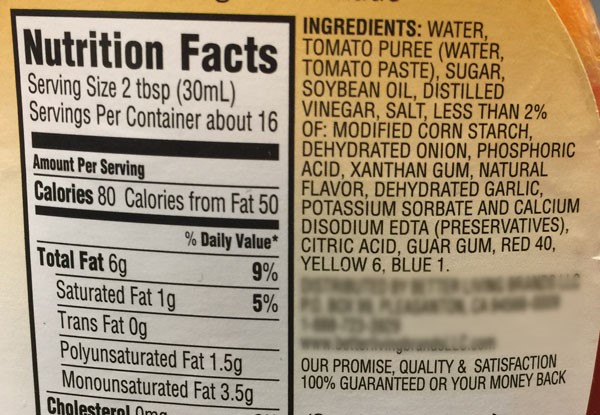 Nutrition Facts
Serving Size 2 tbsp (30mL)
Servings Per Container about 16
Amount Per Serving
Calories 80 Calories from Fat 50
% Daily Value*
Total Fat 6g 9%
Saturated Fat 1g 5%
Trans Fat 0g
Polyunsaturated Fat 1.5g
Monounsaturated Fat 3.5g
Cholesterol 0mg
INGREDIENTS: WATER,
TOMATO PUREE (WATER,
TOMATO PASTE), SUGAR,
SOYBEAN OIL, DISTILLED
VINEGAR, SALT, LESS THAN 2%
OF: MODIFIED CORN STARCH,
DEHYDRATED ONION, PHOSPHORIC
ACID, XANTHAN GUM, NATURAL
FLAVOR, DEHYDRATED GARLIC,
POTASSIUM SORBATE AND CALCIUM
DISODIUM EDTA (PRESERVATIVES),
CITRIC ACID, GUAR GUM, RED 40,
YELLOW 6, BLUE 1.
OUR PROMISE, QUALITY & SATISFACTION
100% GUARANTEED OR YOUR MONEY BACK